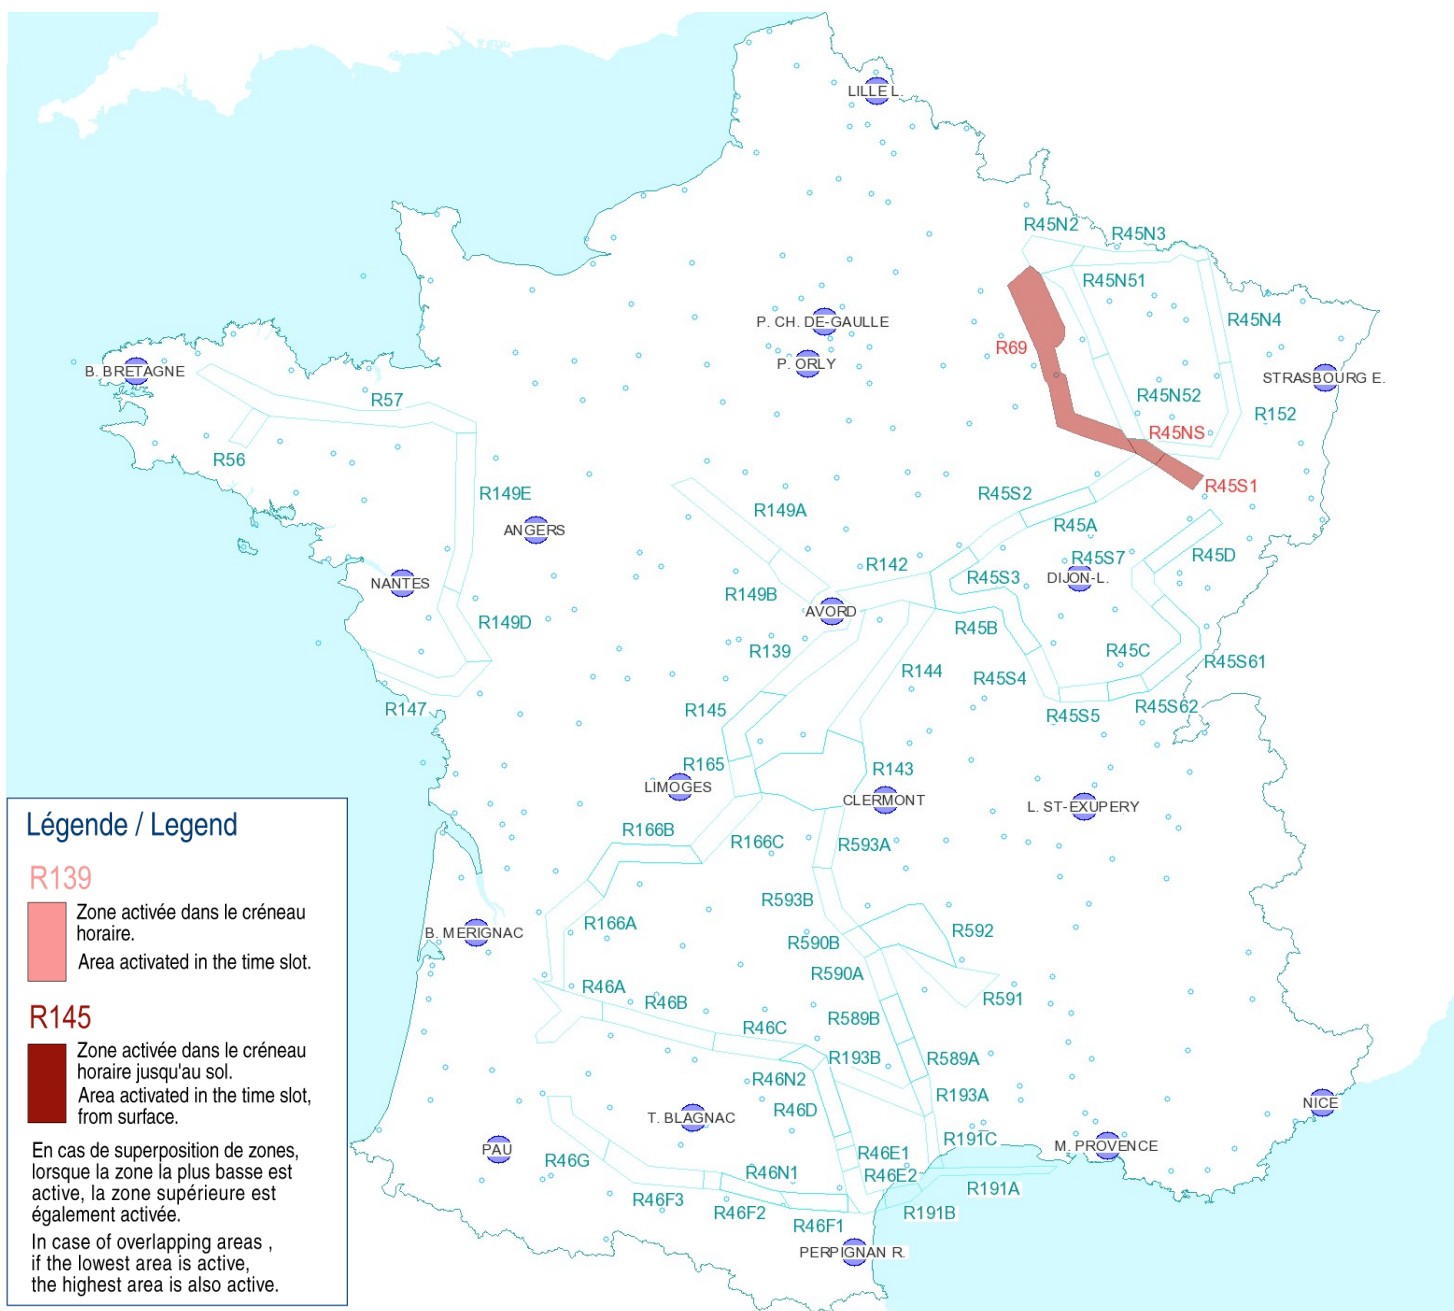 LILLE L.
R45N2
R45N3
R45N51
P. CH. DE-GAULLE
R45N4
R69
P. ORLY
B. BRETAGNE
STRASBOURG E.
R57
R45N52
R152
R45NS
R56
R45S1
R149E
R45S2
R149A
R45A
ANGERS
R45S7
R45D
R142
NANTES
R45S3
DIJON-L.
R149B
AVORD
R149D
R45B
R139
R45C
R45S61
R144
R45S4
R147
R145
R45S5
R45S62
R165
R143
LIMOGES
CLERMONT
L. ST-EXUPERY
R166B
R166C
R593A
R593B
R166A
B. MERIGNAC
R590B
R592
R590A
R46A
R46B
R591
R46C
R589B
R193B
R589A
R46N2
R193A
R46D
T. BLAGNAC
NICE
PAU
R191C
M. PROVENCE
R46E1
R46G
R46N1
R46E2
R46F3
R191A
R46F2
R191B
R46F1
PERPIGNAN R.
Légende / Legend
R139
Zone activée dans le créneau
horaire.
Area activated in the time slot.
R145
Zone activée dans le créneau
horaire jusqu'au sol.
Area activated in the time slot,
from surface.
En cas de superposition de zones,
lorsque la zone la plus basse est
active, la zone supérieure est
également activée.
In case of overlapping areas ,
if the lowest area is active,
the highest area is also active.